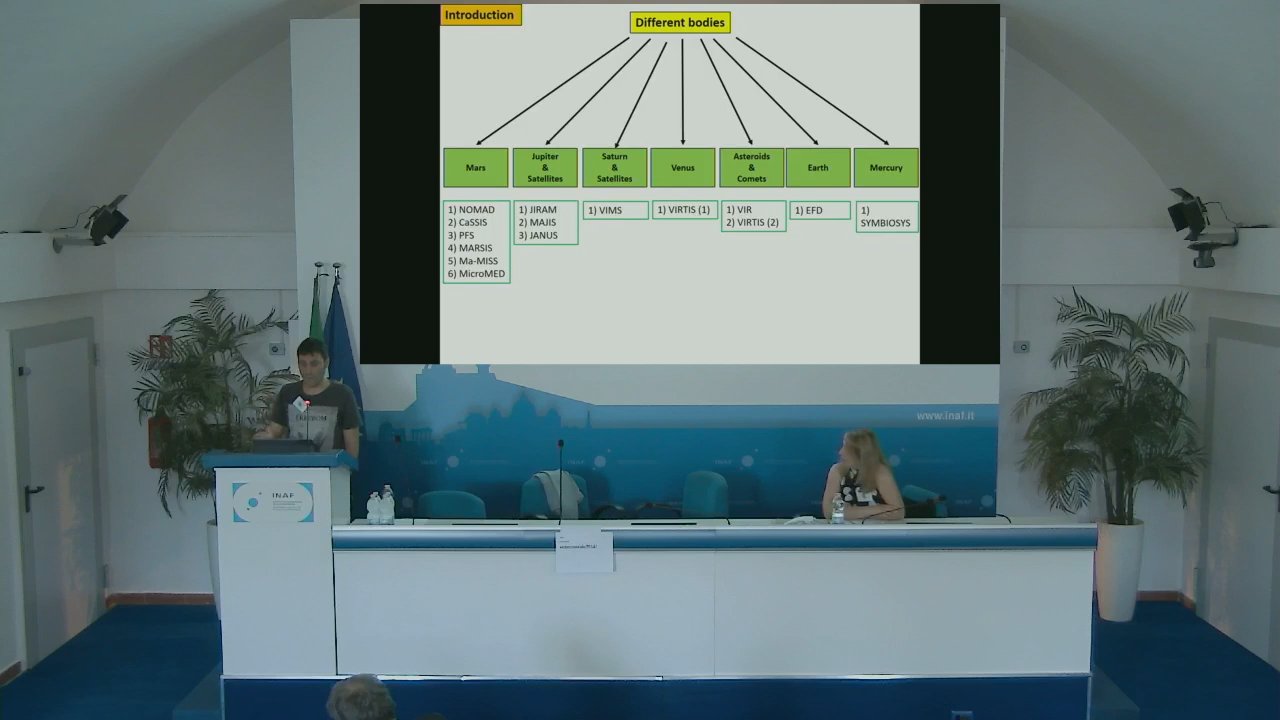 Introduction
Different bodies
Mars
Jupiter
&
Satellites
Saturn
&
Satellites
Venus
Asteroids
&
Comets
Earth
Mercury
1) NOMAD
2) CaSSIS
3) PFS
4) MARSIS
5) Ma-MISS
6) MicroMED
1) JIRAM
2) MAJIS
3) JANUS
1) VIMS
1) VIRTIS (1)
1) VIR
2) VIRTIS (2)
1) EFD
1)
SYMBIOSYS
www.inaf.it
INAF